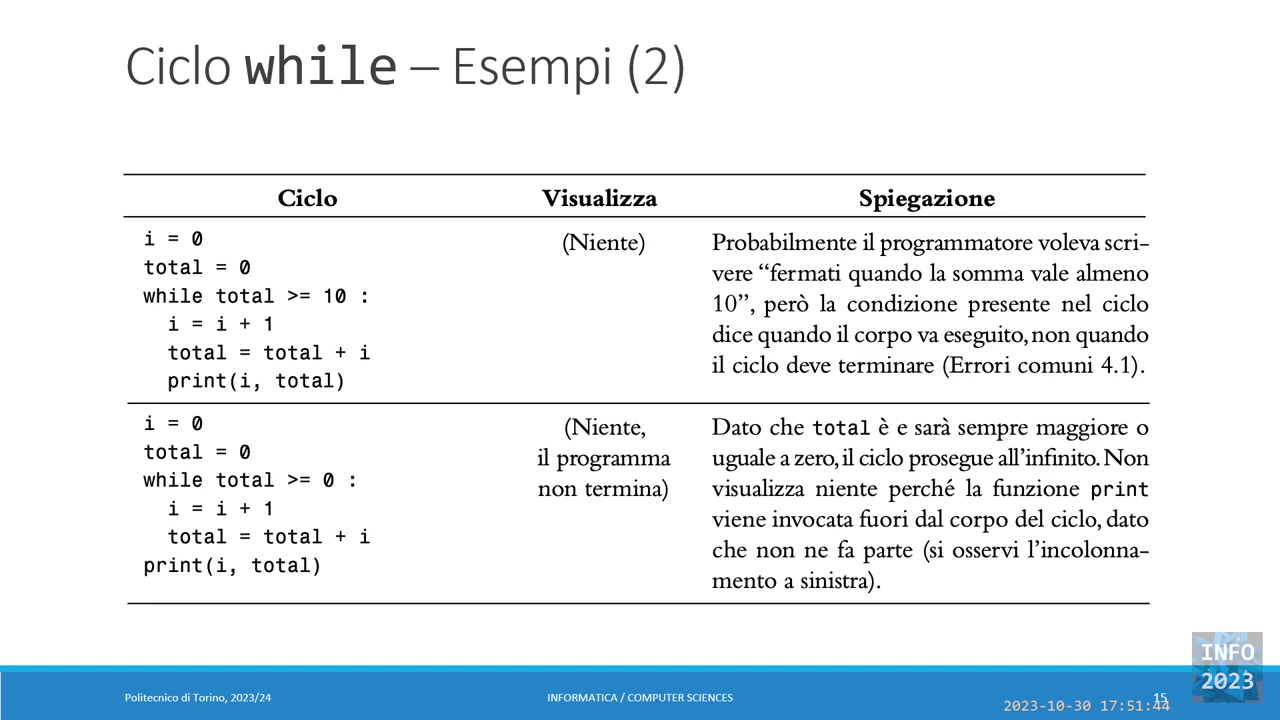 Ciclo while – Esempi (2)
Ciclo Visualizza Spiegazione
i = 0
total = 0
while total >= 10 :
i = i + 1
total = total + i
print(i, total)
(Niente)
Probabilmente il programmatore voleva scri-
vere “fermati quando la somma vale almeno
10”, però la condizione presente nel ciclo
dice quando il corpo va eseguito, non quando
il ciclo deve terminare (Errori comuni 4.1).
i = 0
total = 0
while total >= 0 :
i = i + 1
total = total + i
print(i, total)
(Niente,
il programma
non termina)
Dato che total è e sarà sempre maggiore o
uguale a zero, il ciclo prosegue all’infinito. Non
visualizza niente perché la funzione print
viene invocata fuori dal corpo del ciclo, dato
che non ne fa parte (si osservi l’incolonna-
mento a sinistra).
Politecnico di Torino, 2023/24
INFORMATICA / COMPUTER SCIENCES
15
2023-10-30 17:51:44
INFO
2023